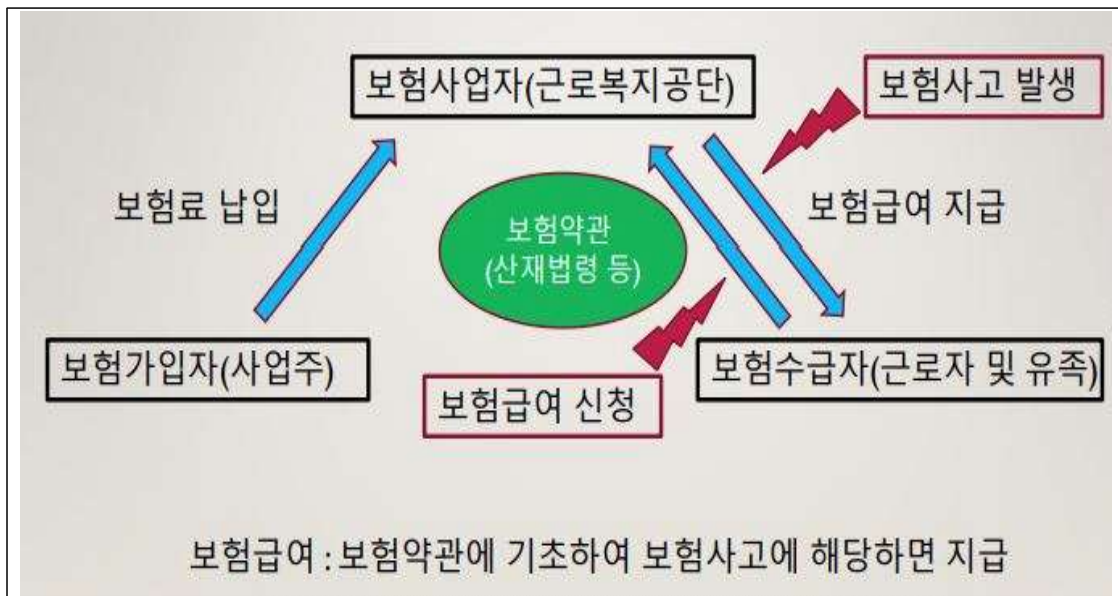 보험사업자(근로복지공단)
보험사고 발생
보험료 납입
보험약관
(산재법령 등)
보험급여 지급
보험가입자(사업주)
보험급여 신청
보험수급자(근로자 및 유족)
보험급여 : 보험약관에 기초하여 보험사고에 해당하면 지급